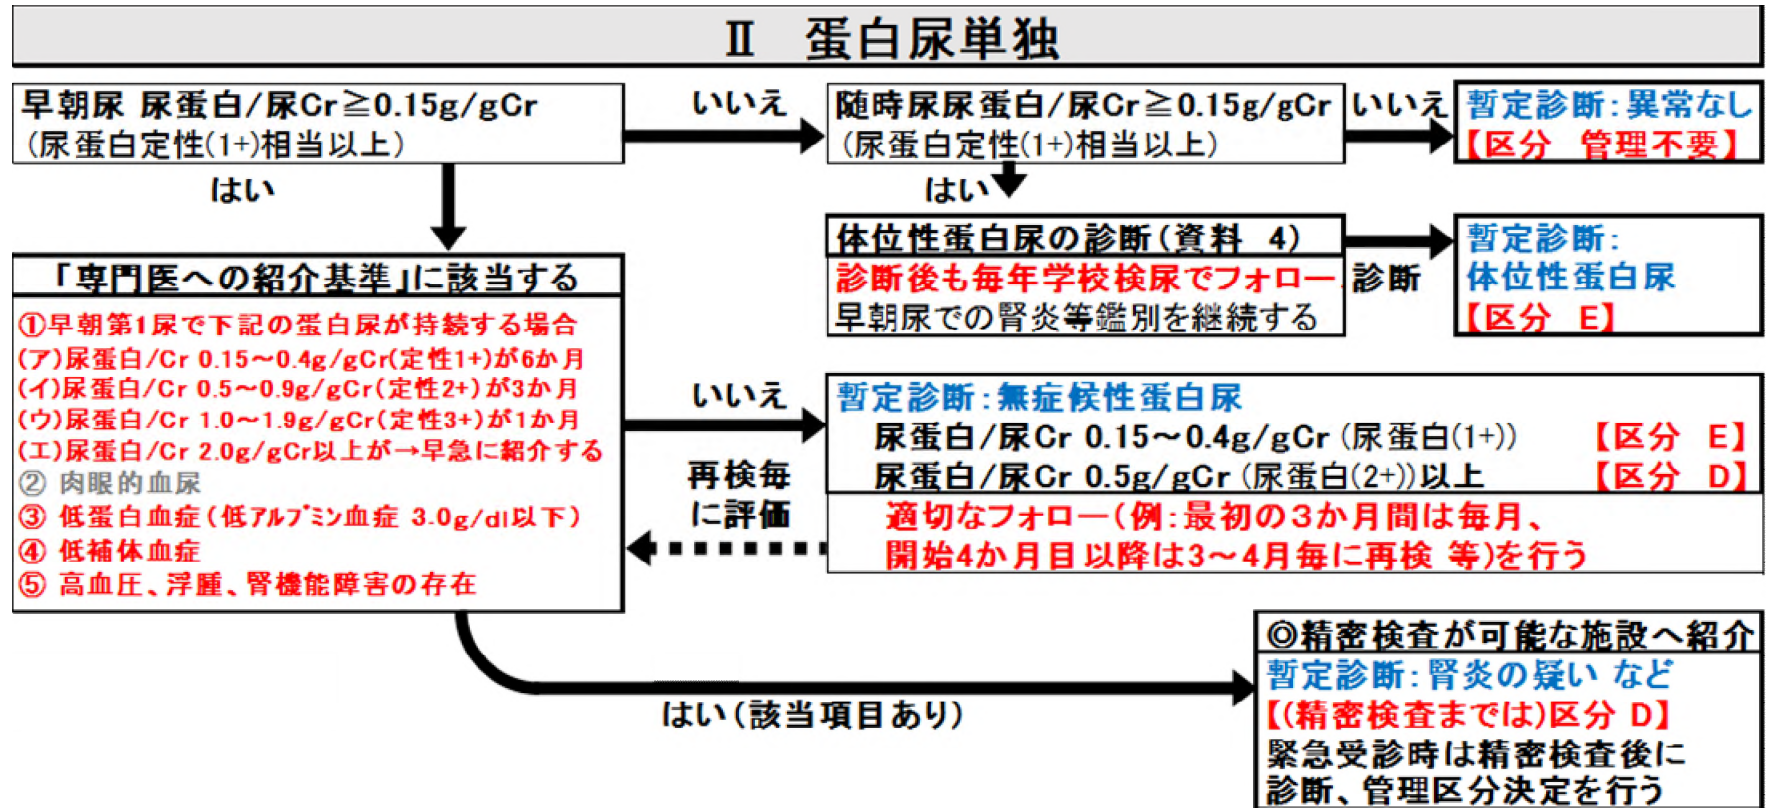 Ⅱ 蛋白尿単独
早朝尿 尿蛋白/尿Cr≧0.15g/gCr
(尿蛋白定性(1+)相当以上)
いいえ
随時尿尿蛋白/尿Cr≧0.15g/gCr
(尿蛋白定性(1+)相当以上)
いいえ
暫定診断:異常なし
【区分 管理不要】
はい
はい
体位性蛋白尿の診断(資料 4)
診断後も毎年学校検尿でフォロー
早朝尿での腎炎等鑑別を継続する
診断
暫定診断:
体位性蛋白尿
【区分 E】
「専門医への紹介基準」に該当する
①早朝第1尿で下記の蛋白尿が持続する場合
(ア)尿蛋白/Cr 0.15～0.4g/gCr(定性1+)が6か月
(イ)尿蛋白/Cr 0.5～0.9g/gCr(定性2+)が3か月
(ウ)尿蛋白/Cr 1.0～1.9g/gCr(定性3+)が1か月
(エ)尿蛋白/Cr 2.0g/gCr以上が→早急に紹介する
② 肉眼的血尿
③ 低蛋白血症(低ｱﾙﾌﾞﾐﾝ血症 3.0g/dl以下)
④ 低補体血症
⑤ 高血圧、浮腫、腎機能障害の存在
いいえ
再検毎
に評価
暫定診断:無症候性蛋白尿
尿蛋白/尿Cr 0.15～0.4g/gCr (尿蛋白(1+)) 【区分 E】
尿蛋白/尿Cr 0.5g/gCr (尿蛋白(2+))以上 【区分 D】
適切なフォロー(例:最初の3か月間は毎月、
開始4か月目以降は3～4月毎に再検 等)を行う
はい(該当項目あり)
◎精密検査が可能な施設へ紹介
暫定診断:腎炎の疑い など
【(精密検査までは)区分 D】
緊急受診時は精密検査後に
診断、管理区分決定を行う